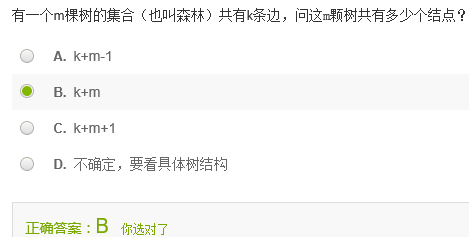 有一个m棵树的集合（也叫森林）共有k条边，问这m颗树共有多少个结点？
A. k+m-1
B. k+m
C. k+m+1
D. 不确定，要看具体树结构
正确答案：B 你选对了